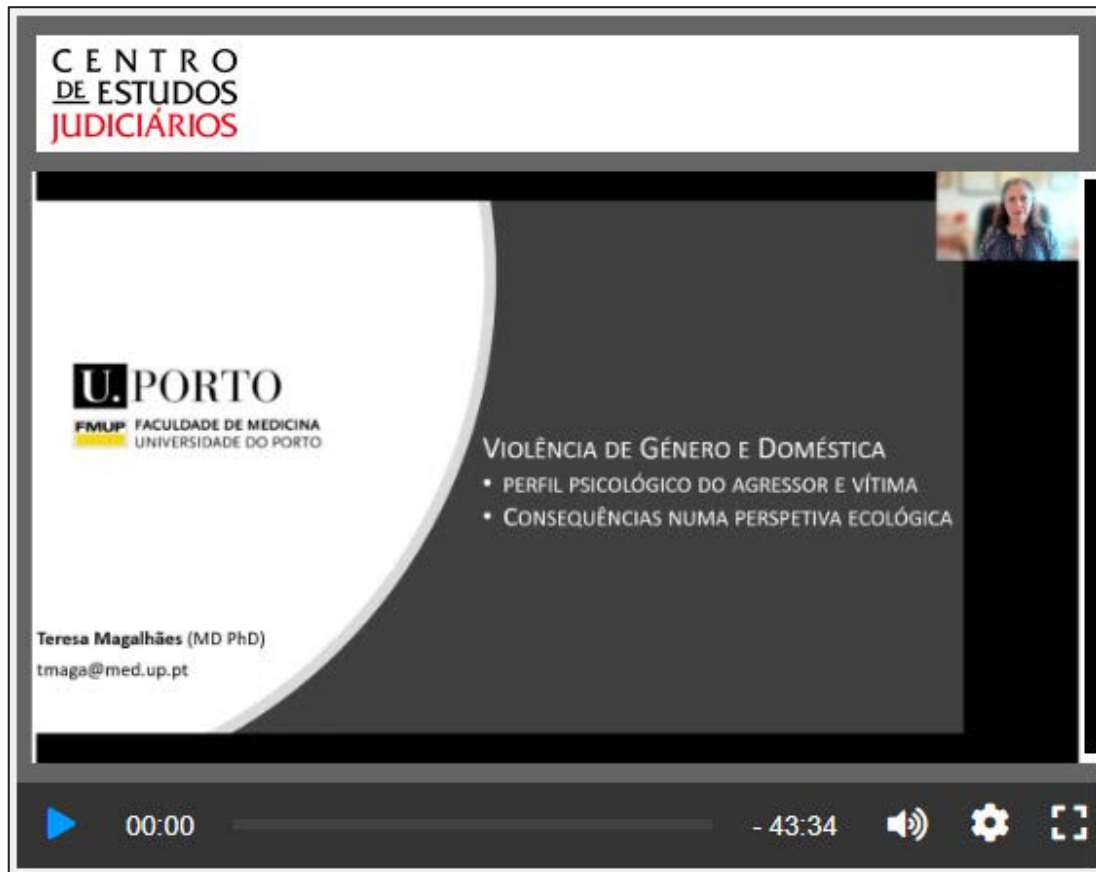 CENTRO
DE ESTUDOS
JUDICIÁRIOS
U.PORTO
FMUP FACULDADE DE MEDICINA
UNIVERSIDADE DO PORTO
VIOLÊNCIA DE GÉNERO E DOMÉSTICA
• PERFIL PSICOLÓGICO DO AGRESSOR E VÍTIMA
• CONSEQUÊNCIAS NUMA PERSPETIVA ECOLÓGICA
Teresa Magalhães (MD PhD)
tmaga@med.up.pt
00:00 - 43:34